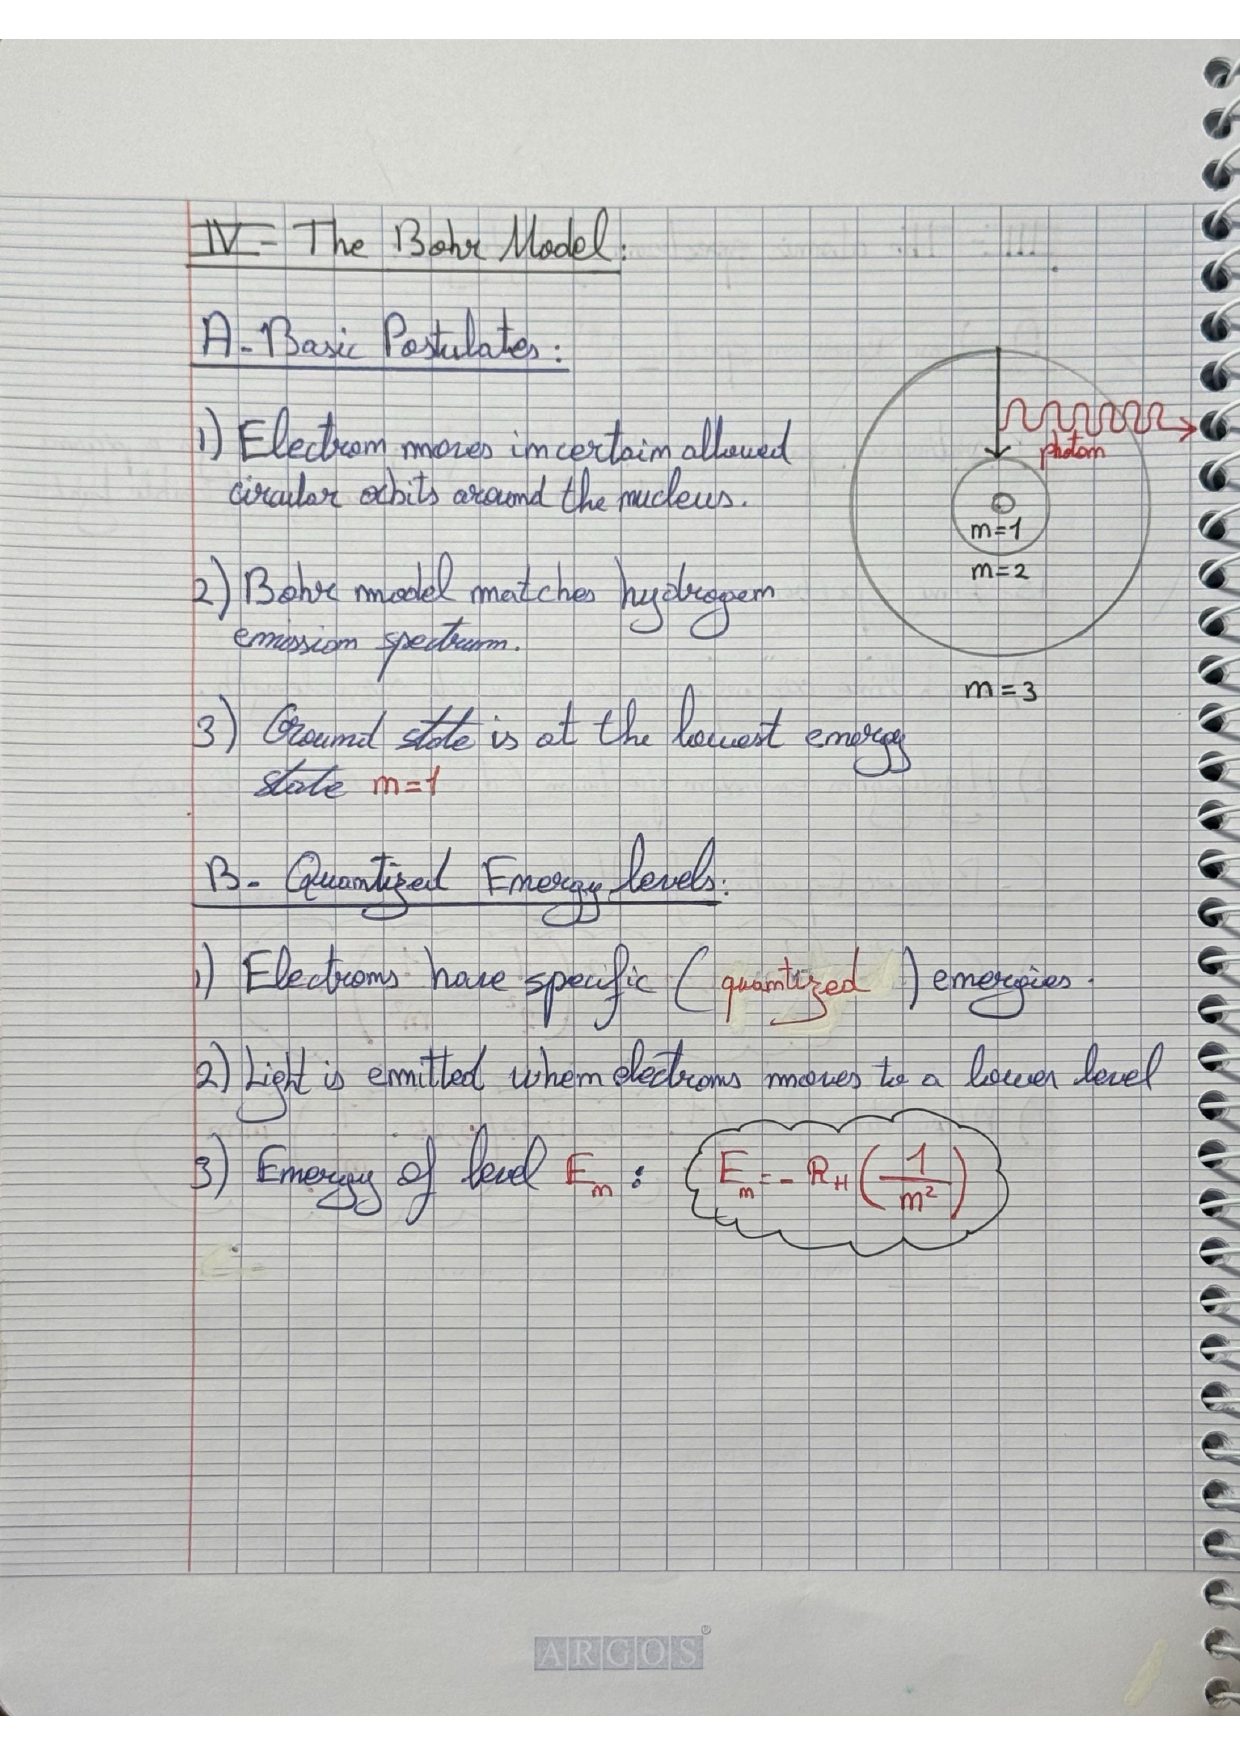 IV- The Bohr Model:
A- Basic Postulates:
1) Electron moves in certain allowed
circular orbits around the nucleus.
photon
n=1
n=2
n=3
2) Bohr model matches hydrogen
emission spectrum.
3) Ground state is at the lowest energy
state n=1
B- Quantized Energy levels:
1) Electrons have specific (quantized) energies.
2) Light is emitted when electrons moves to a lower level
3) Energy of level En : En = - RH (1/n²)
ARGOS®